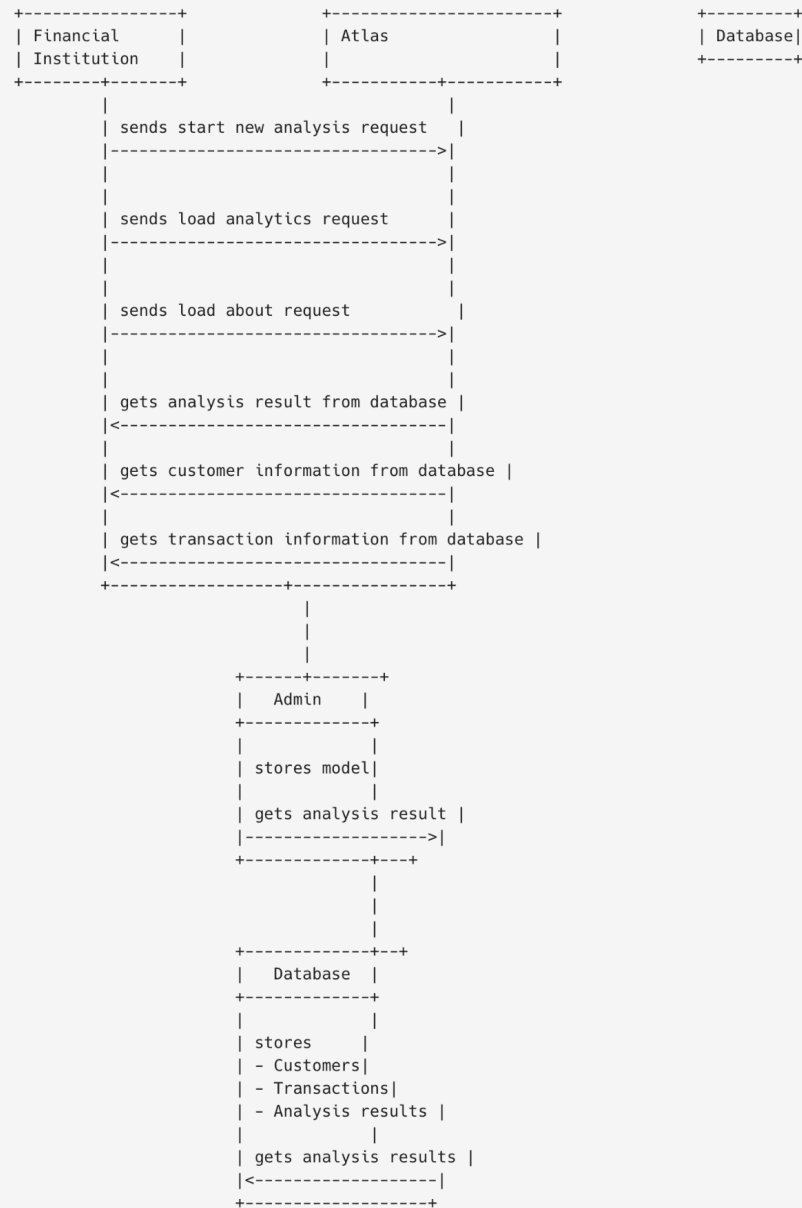 Financial Atlas Database
Institution
sends start new analysis request
sends load analytics request
sends load about request
gets analysis result from database
gets customer information from database
gets transaction information from database
Admin
stores model
gets analysis result
Database
stores
- Customers
- Transactions
- Analysis results
gets analysis results